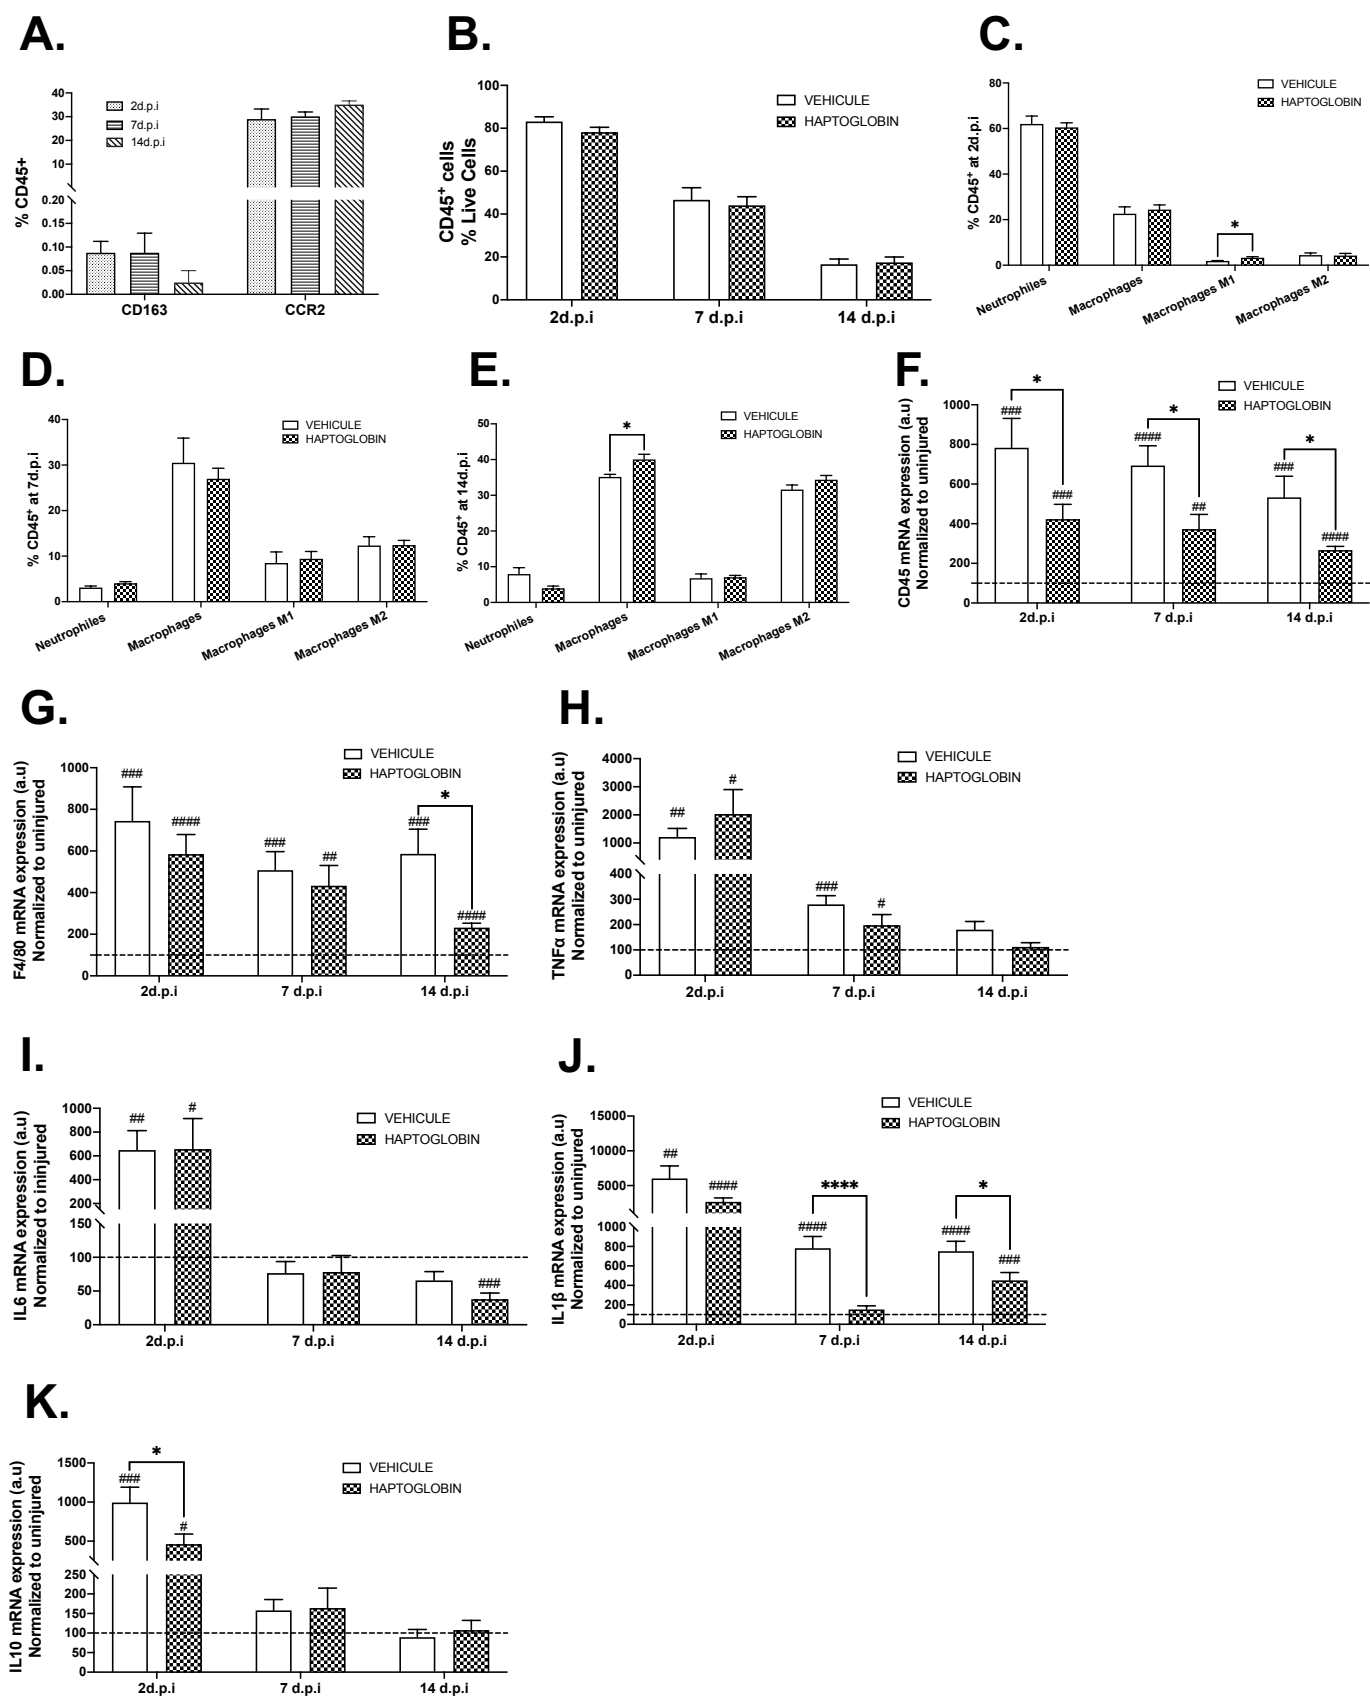 A.
% CD45+
40
30
20
10
0.20
0.15
0.10
0.05
0.00
2d.p.i
7d.p.i
14d.p.i
CD163
CCR2
B.
CD45+ cells
% Live Cells
100
80
60
40
20
0
VEHICULE
HAPTOGLOBIN
2d.p.i
7 d.p.i
14 d.p.i
C.
% CD45+ at 2d.p.i
80
60
40
20
0
VEHICULE
HAPTOGLOBIN
*
Neutrophiles
Macrophages
Macrophages M1
Macrophages M2
D.
% CD45+ at 7d.p.i
40
30
20
10
0
VEHICULE
HAPTOGLOBIN
Neutrophiles
Macrophages
Macrophages M1
Macrophages M2
E.
% CD45+ at 14d.p.i
50
40
30
20
10
0
VEHICULE
HAPTOGLOBIN
*
Neutrophiles
Macrophages
Macrophages M1
Macrophages M2
F.
CD45 mRNA expression (a.u)
Normalized to uninjured
1000
800
600
400
200
0
VEHICULE
HAPTOGLOBIN
*
###
###
*
####
##
*
###
####
2d.p.i
7 d.p.i
14 d.p.i
G.
F4/80 mRNA expression (a.u)
Normalized to uninjured
1000
800
600
400
200
0
VEHICULE
HAPTOGLOBIN
###
####
###
##
*
###
####
2d.p.i
7 d.p.i
14 d.p.i
H.
TNFα mRNA expression (a.u)
Normalized to uninjured
4000
3000
2000
1000
400
300
200
100
0
VEHICULE
HAPTOGLOBIN
##
#
###
#
2d.p.i
7 d.p.i
14 d.p.i
I.
IL6 mRNA expression (a.u)
Normalized to ininjured
1000
800
600
400
200
150
100
50
0
VEHICULE
HAPTOGLOBIN
##
#
###
2d.p.i
7 d.p.i
14 d.p.i
J.
IL1β mRNA expression (a.u)
Normalized to uninjured
15000
10000
5000
1000
800
600
400
200
0
VEHICULE
HAPTOGLOBIN
##
####
****
####
*
####
###
2d.p.i
7 d.p.i
14 d.p.i
K.
IL10 mRNA expression (a.u)
Normalized to uninjured
1500
1000
500
250
200
150
100
50
0
VEHICULE
HAPTOGLOBIN
*
###
#
2d.p.i
7 d.p.i
14 d.p.i